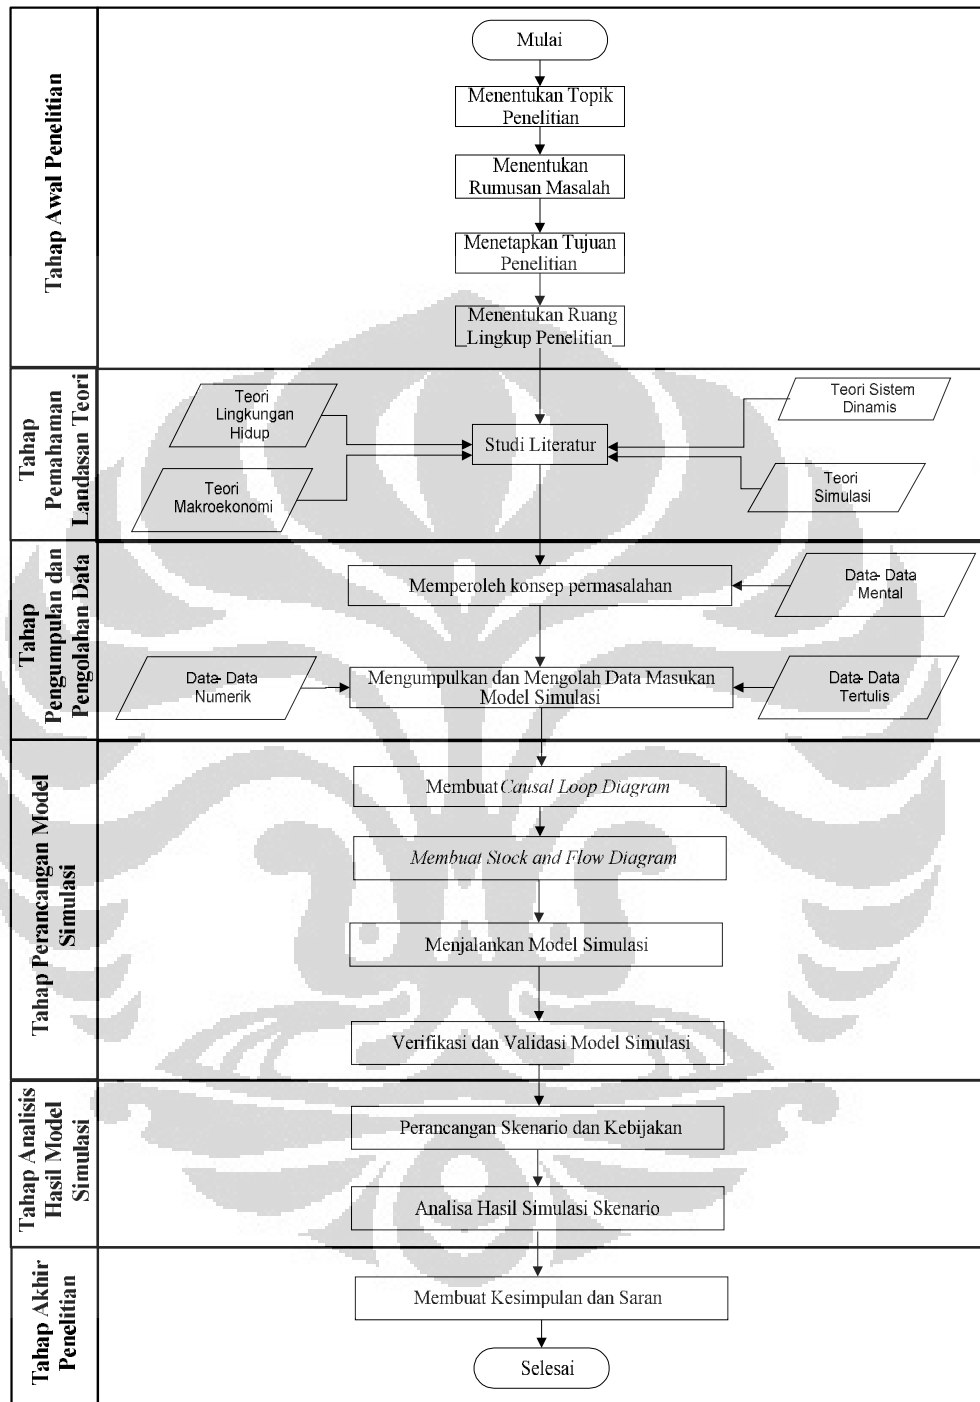 Tahap Awal Penelitian
Mulai
Menentukan Topik
Penelitian
Menentukan
Rumusan Masalah
Menetapkan Tujuan
Penelitian
Menentukan Ruang
Lingkup Penelitian
Tahap
Pemahaman
Landasan Teori
Teori
Lingkungan
Hidup
Teori
Makroekonomi
Studi Literatur
Teori Sistem
Dinamis
Teori
Simulasi
Tahap
Pengumpulan dan
Pengolahan Data
Memperoleh konsep permasalahan
Data- Data
Mental
Data- Data
Numerik
Mengumpulkan dan Mengolah Data Masukan
Model Simulasi
Data- Data
Tertulis
Tahap Perancangan Model
Simulasi
Membuat Causal Loop Diagram
Membuat Stock and Flow Diagram
Menjalankan Model Simulasi
Verifikasi dan Validasi Model Simulasi
Tahap Analisis
Hasil Model
Simulasi
Perancangan Skenario dan Kebijakan
Analisa Hasil Simulasi Skenario
Tahap Akhir
Penelitian
Membuat Kesimpulan dan Saran
Selesai